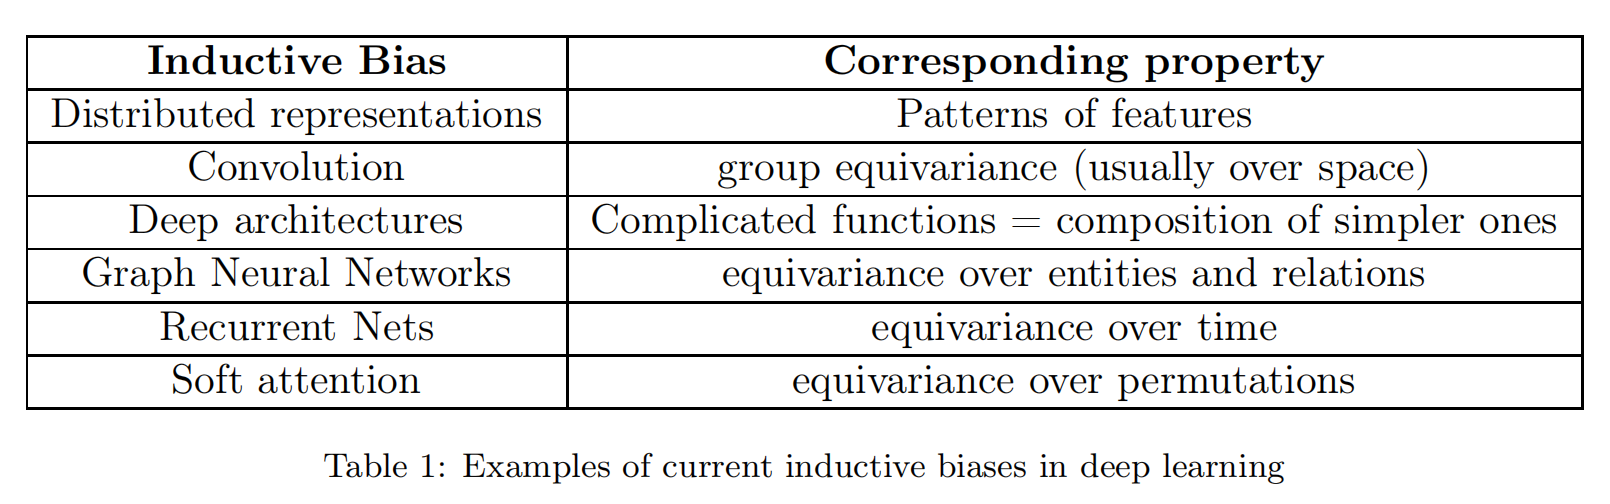 Inductive Bias Corresponding property
Distributed representations Patterns of features
Convolution group equivariance (usually over space)
Deep architectures Complicated functions = composition of simpler ones
Graph Neural Networks equivariance over entities and relations
Recurrent Nets equivariance over time
Soft attention equivariance over permutations
Table 1: Examples of current inductive biases in deep learning